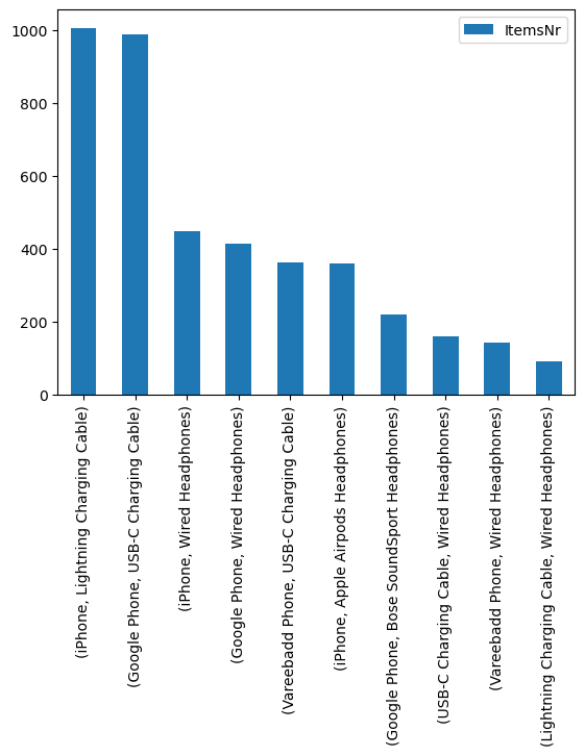 1000
800
600
400
200
0
ItemsNr
(iPhone, Lightning Charging Cable)
(Google Phone, USB-C Charging Cable)
(iPhone, Wired Headphones)
(Google Phone, Wired Headphones)
(Vareebadd Phone, USB-C Charging Cable)
(iPhone, Apple Airpods Headphones)
(Google Phone, Bose SoundSport Headphones)
(USB-C Charging Cable, Wired Headphones)
(Vareebadd Phone, Wired Headphones)
(Lightning Charging Cable, Wired Headphones)